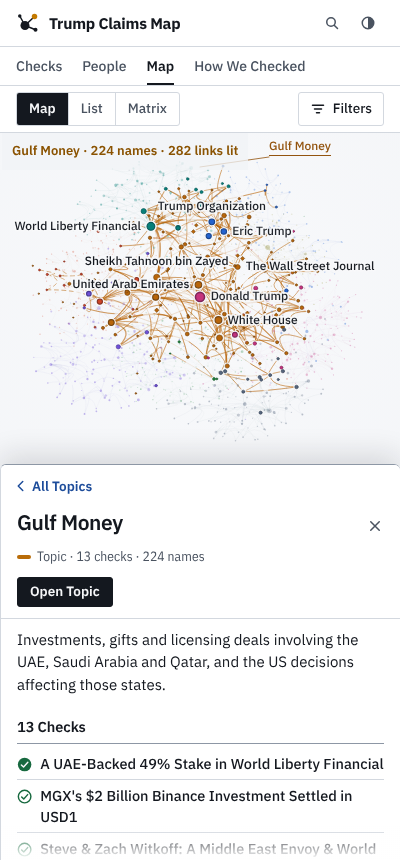 Trump Claims Map
Checks People Map How We Checked
Map List Matrix Filters
Gulf Money · 224 names · 282 links lit
Gulf Money
Trump Organization
World Liberty Financial
Eric Trump
Sheikh Tahnoon bin Zayed
The Wall Street Journal
United Arab Emirates
Donald Trump
White House
All Topics
Gulf Money
Topic · 13 checks · 224 names
Open Topic
Investments, gifts and licensing deals involving the
UAE, Saudi Arabia and Qatar, and the US decisions
affecting those states.
13 Checks
A UAE-Backed 49% Stake in World Liberty Financial
MGX's $2 Billion Binance Investment Settled in
USD1
Steve & Zach Witkoff: A Middle East Envoy & World